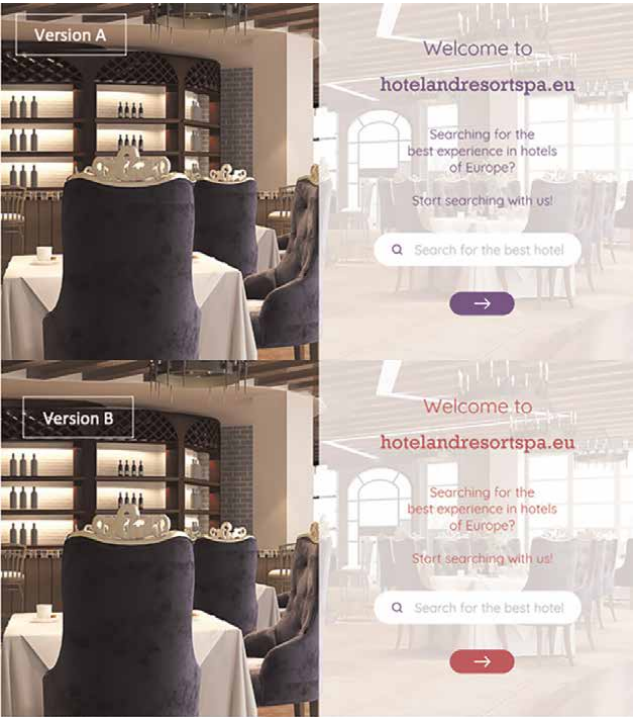 Version A
Welcome to
hotelandresortspa.eu
Searching for the
best experience in hotels
of Europe?
Start searching with us!
Search for the best hotel
Version B
Welcome to
hotelandresortspa.eu
Searching for the
best experience in hotels
of Europe?
Start searching with us!
Search for the best hotel